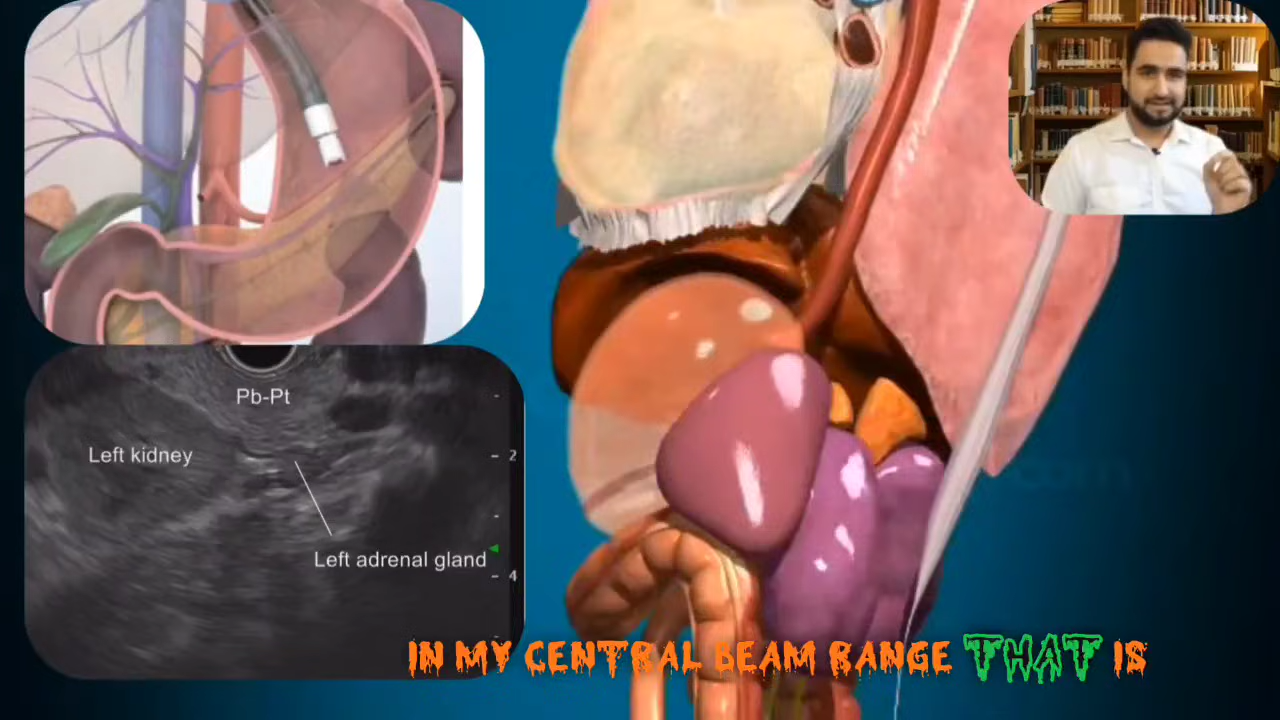 Pb-Pt
Left kidney
2
Left adrenal gland
4
IN MY CENTRAL BEAM RANGE THAT IS